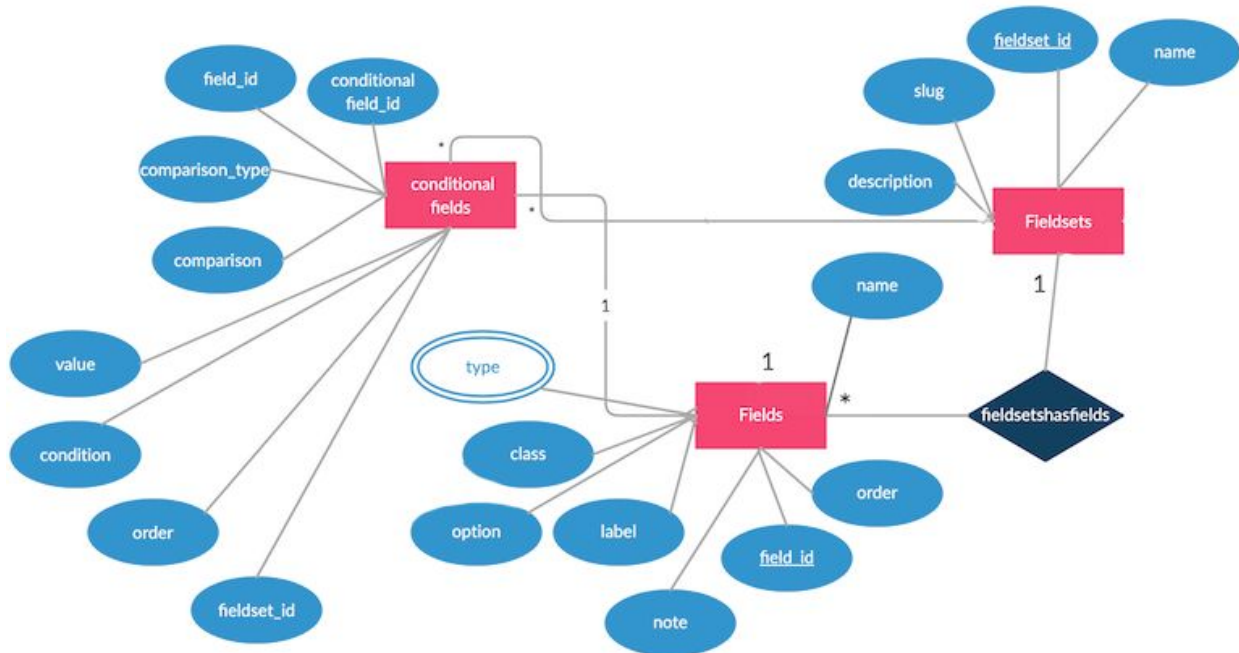 fieldset_id
name
field_id
conditional
field_id
slug
*
comparison_type
conditional
fields
description
*
Fieldsets
comparison
name
1
1
value
type
1
Fields
*
fieldsetshasfields
class
condition
order
option
label
order
field_id
fieldset_id
note